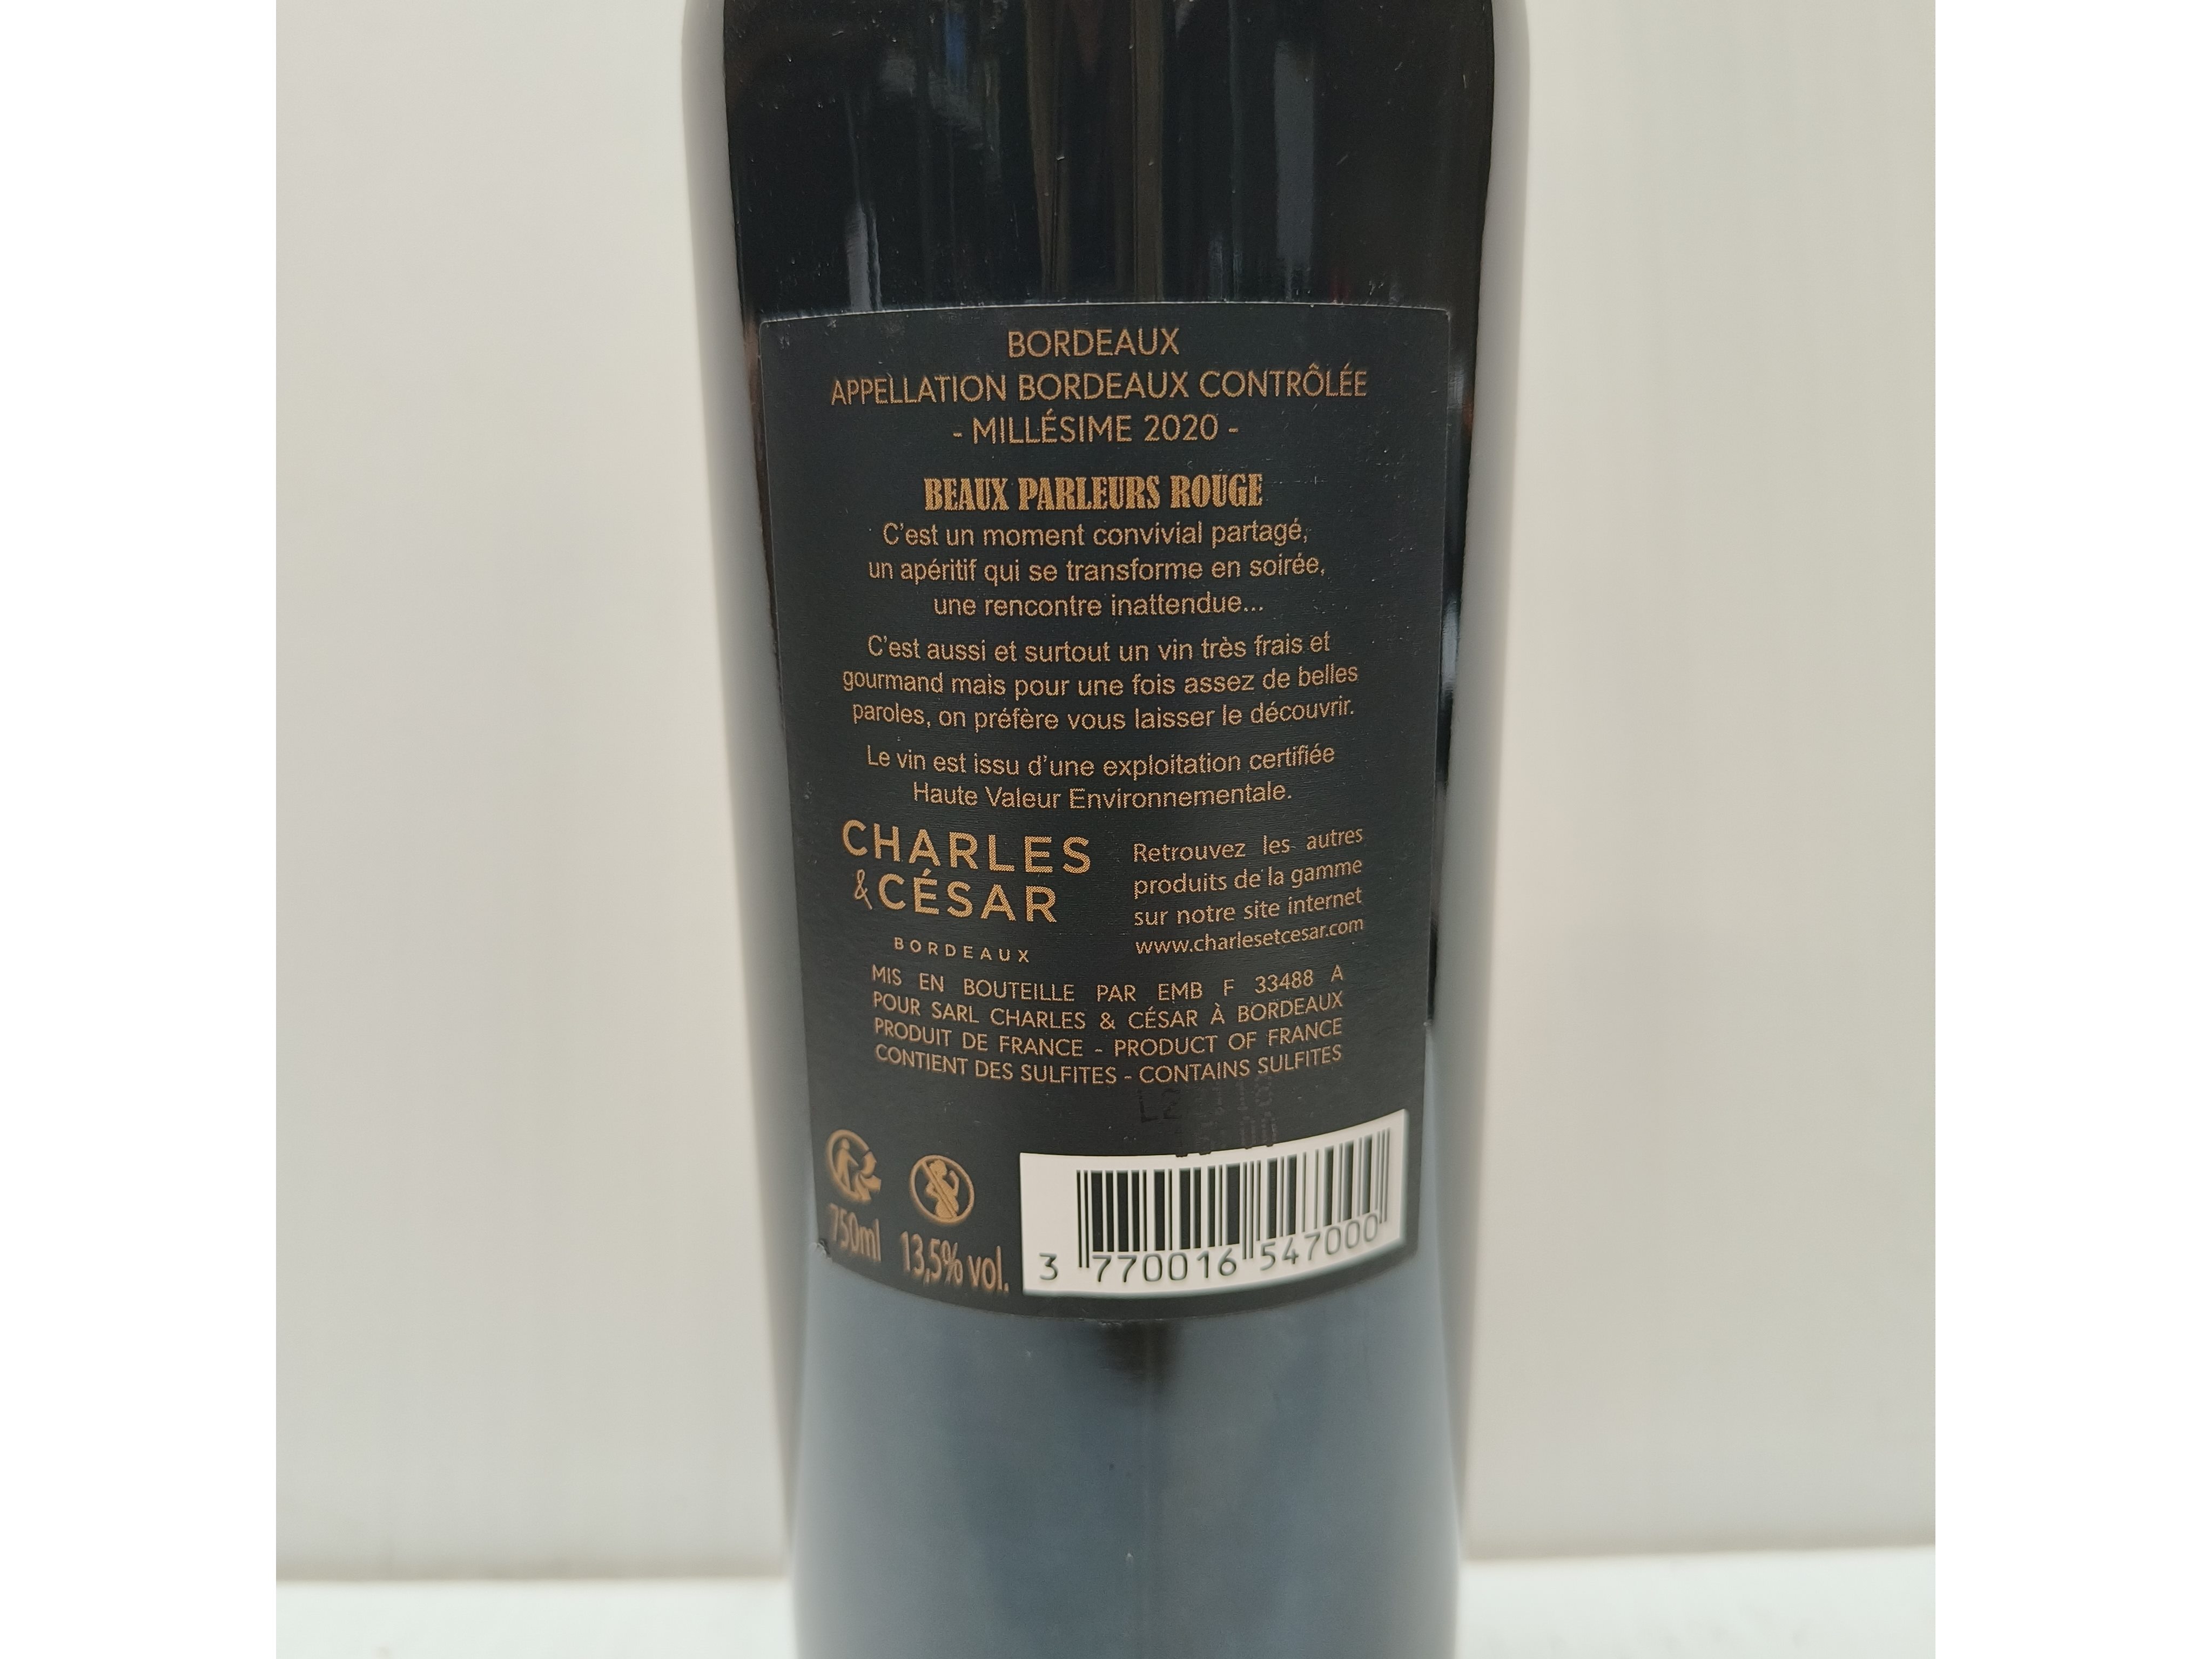 BORDEAUX
APPELLATION BORDEAUX CONTRÔLÉE
- MILLÉSIME 2020 -
BEAUX PARLEURS ROUGE
C'est un moment convivial partagé,
un apéritif qui se transforme en soirée,
une rencontre inattendue...
C'est aussi et surtout un vin très frais et
gourmand mais pour une fois assez de belles
paroles, on préfère vous laisser le découvrir.
Le vin est issu d'une exploitation certifiée
Haute Valeur Environnementale.
CHARLES
& CÉSAR
BORDEAUX
Retrouvez les autres
produits de la gamme
sur notre site internet
www.charlesetcesar.com
MIS EN BOUTEILLE PAR EMB F 33488 A
POUR SARL CHARLES & CÉSAR À BORDEAUX
PRODUIT DE FRANCE - PRODUCT OF FRANCE
CONTIENT DES SULFITES - CONTAINS SULFITES
750ml
13,5% vol.
3 770016 547000